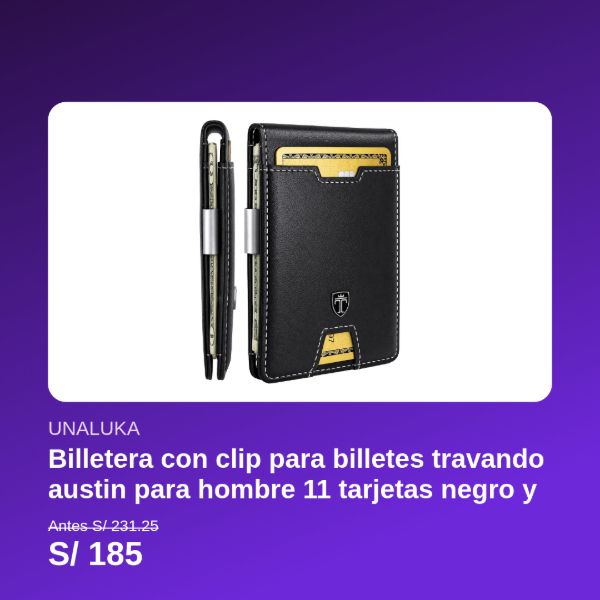 UNALUKA
Billetera con clip para billetes travando
austin para hombre 11 tarjetas negro y
Antes S/ 231.25
S/ 185